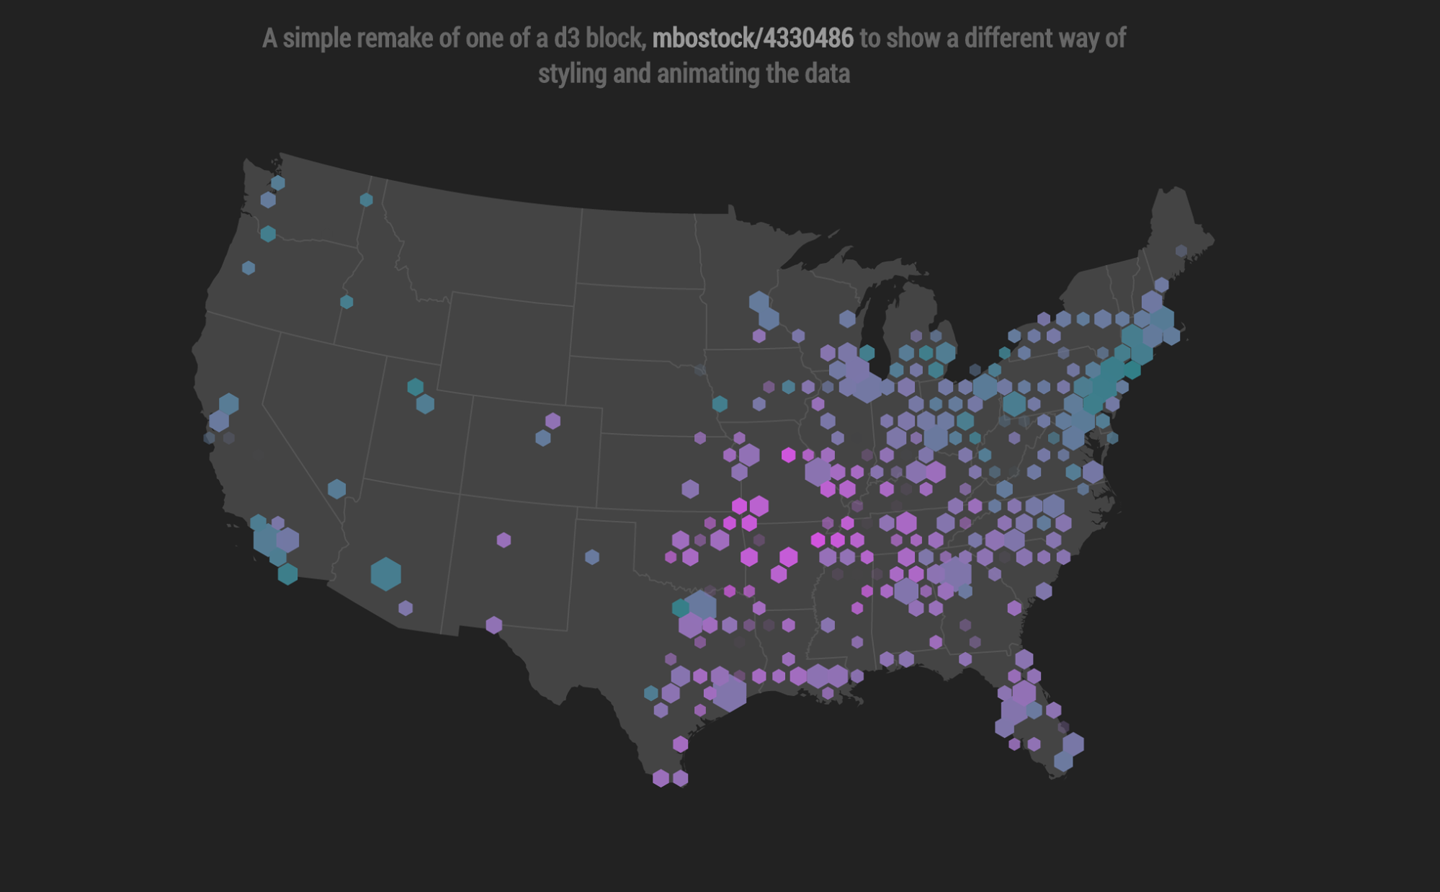 A simple remake of one of a d3 block, mbostock/4330486 to show a different way of
styling and animating the data